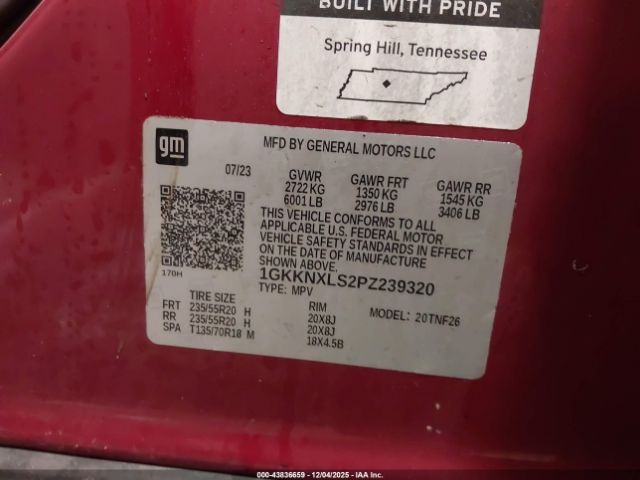 BUILT WITH PRIDE
Spring Hill, Tennessee
gm
MFD BY GENERAL MOTORS LLC
07/23
GVWR GAWR FRT GAWR RR
2722 KG 1350 KG 1545 KG
6001 LB 2976 LB 3406 LB
THIS VEHICLE CONFORMS TO ALL
APPLICABLE U.S. FEDERAL MOTOR
VEHICLE SAFETY STANDARDS IN EFFECT
ON THE DATE OF MANUFACTURE
SHOWN ABOVE.
170H
1GKKNXLS2PZ239320
TYPE: MPV
TIRE SIZE RIM MODEL: 20TNF26
FRT 235/55R20 H 20X8J
RR 235/55R20 H 20X8J
SPA T135/70R18 M 18X4.5B
000-43836659 - 12/04/2025 - IAAI.com